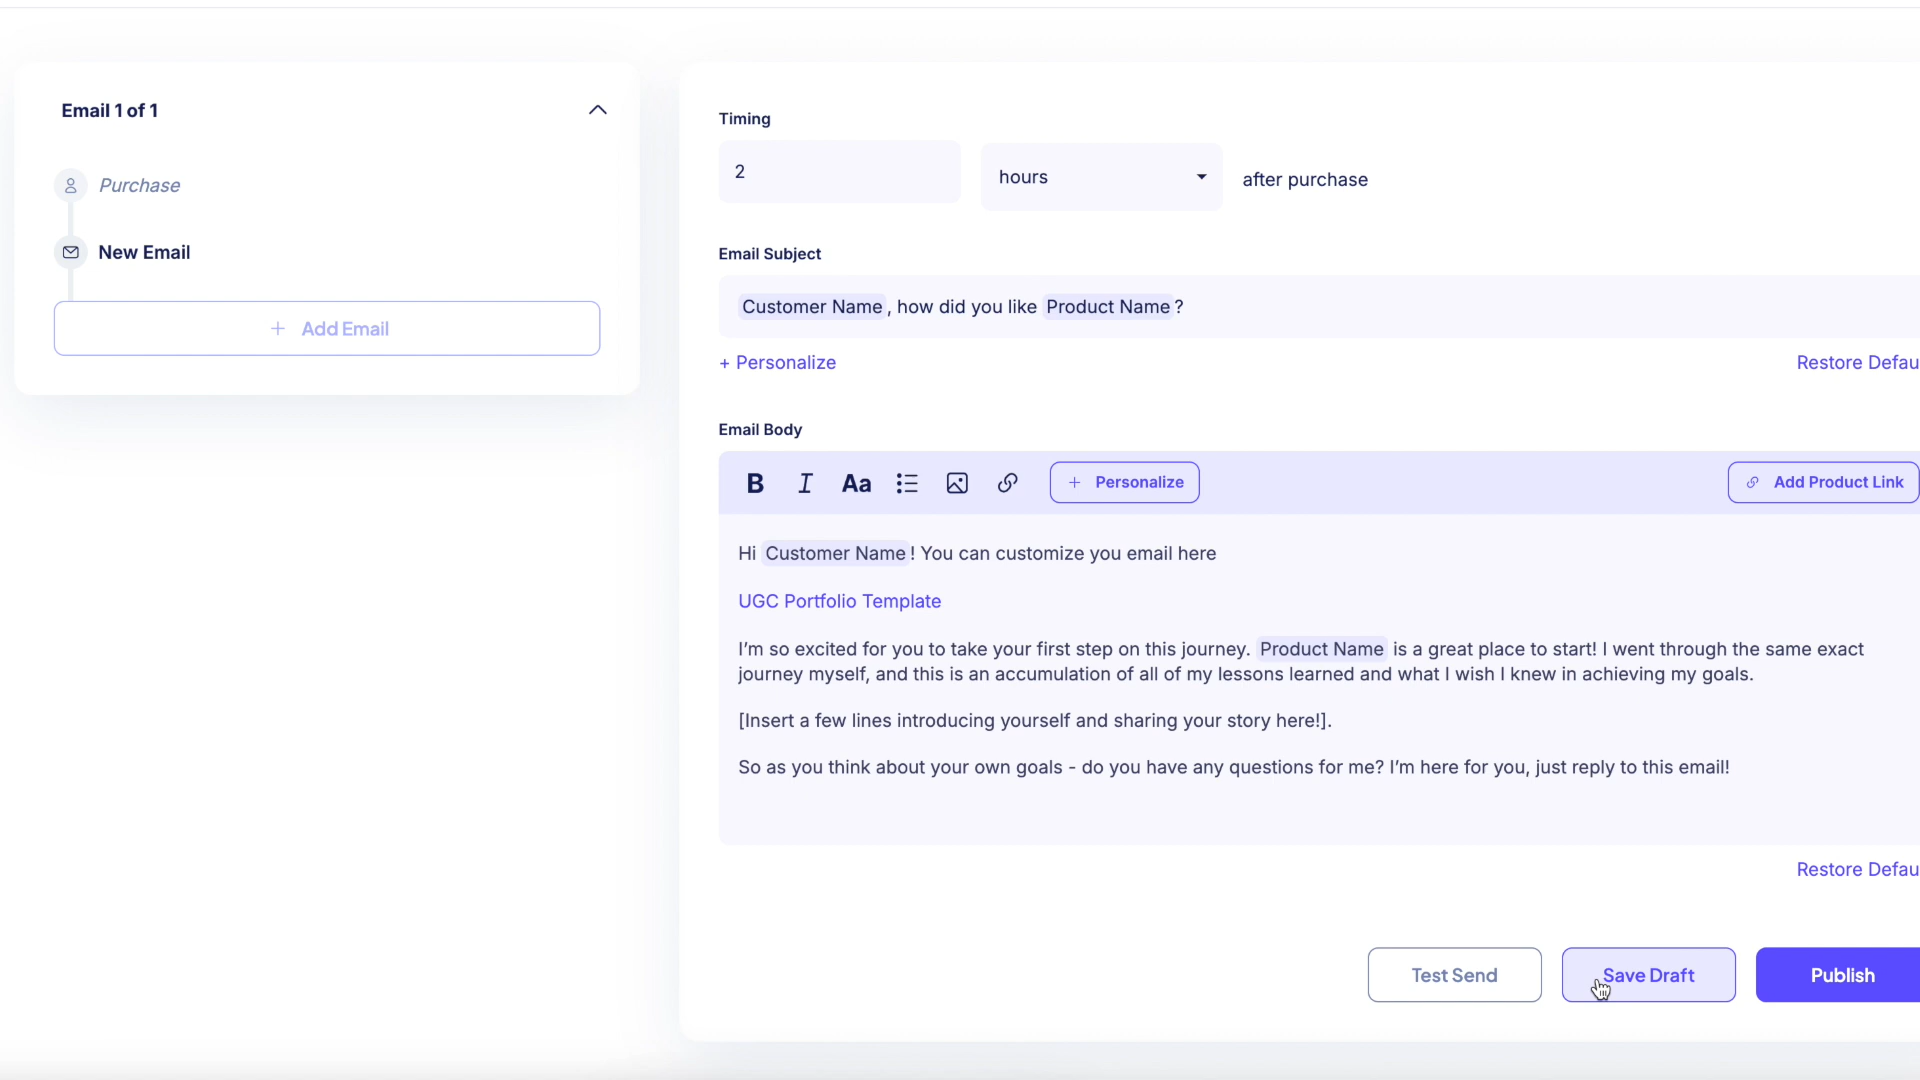 Email 1 of 1
Purchase
New Email
+ Add Email
Timing
2
hours
after purchase
Email Subject
Customer Name , how did you like Product Name ?
+ Personalize
Restore Defau
Email Body
B I Aa
+ Personalize
Add Product Link
Hi Customer Name ! You can customize you email here
UGC Portfolio Template
I'm so excited for you to take your first step on this journey. Product Name is a great place to start! I went through the same exact
journey myself, and this is an accumulation of all of my lessons learned and what I wish I knew in achieving my goals.
[Insert a few lines introducing yourself and sharing your story here!].
So as you think about your own goals - do you have any questions for me? I'm here for you, just reply to this email!
Restore Defau
Test Send
Save Draft
Publish